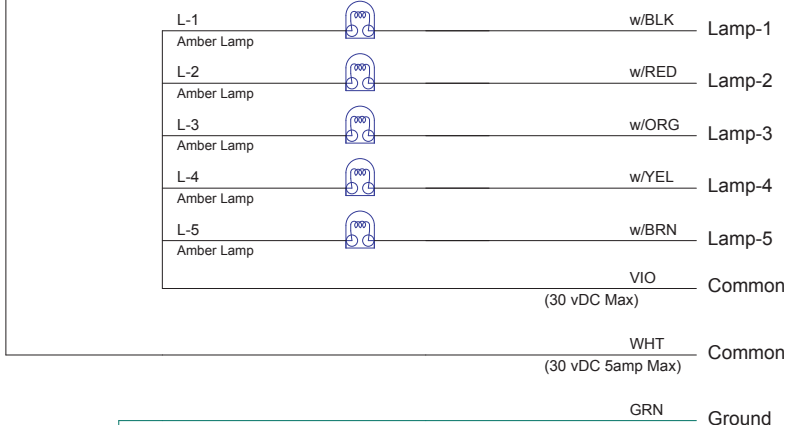 L-1 w/BLK Lamp-1
Amber Lamp
L-2 w/RED Lamp-2
Amber Lamp
L-3 w/ORG Lamp-3
Amber Lamp
L-4 w/YEL Lamp-4
Amber Lamp
L-5 w/BRN Lamp-5
Amber Lamp
VIO Common
(30 vDC Max)
WHT Common
(30 vDC 5amp Max)
GRN Ground